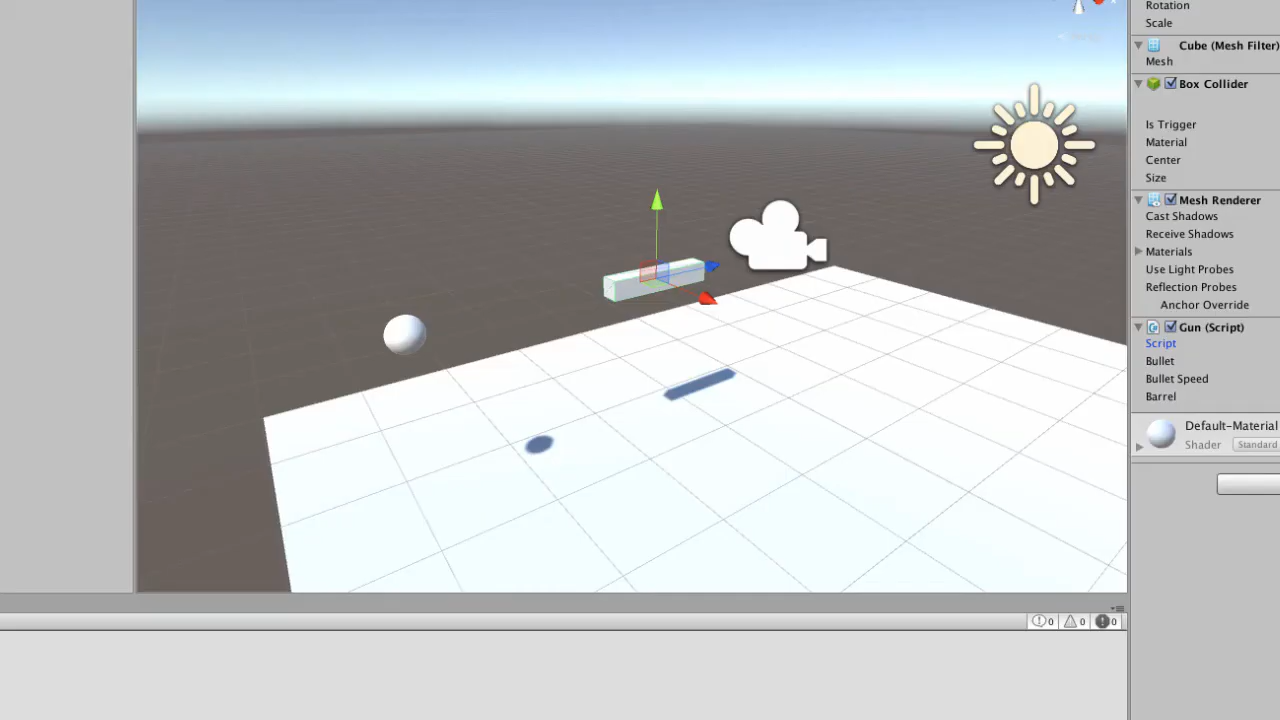 Rotation
Scale
Cube (Mesh Filter)
Mesh
Box Collider
Is Trigger
Material
Center
Size
Mesh Renderer
Cast Shadows
Receive Shadows
Materials
Use Light Probes
Reflection Probes
Anchor Override
Gun (Script)
Script
Bullet
Bullet Speed
Barrel
Default-Material
Shader Standard
0 0 0